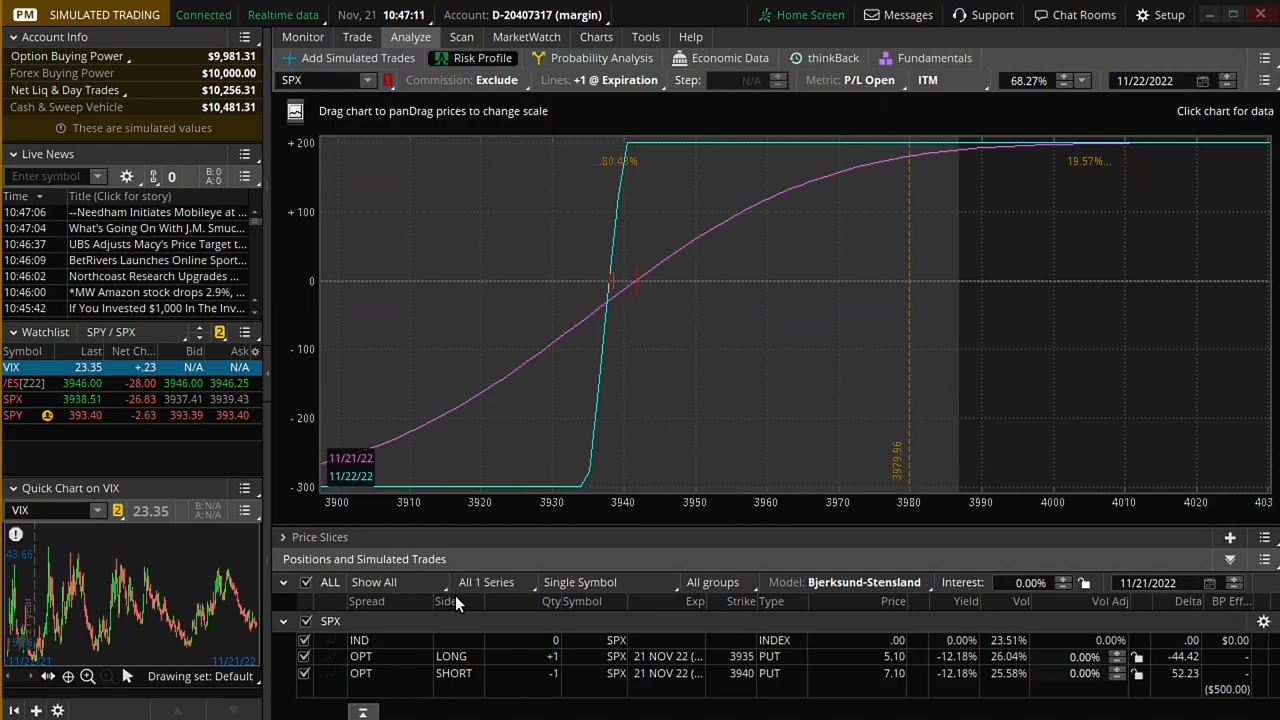 PM SIMULATED TRADING Connected Realtime data Nov, 21 10:47:11 Account: D-20407317 (margin) Home Screen Messages Support Chat Rooms Setup
Account Info
Option Buying Power $9,981.31
Forex Buying Power $10,000.00
Net Liq & Day Trades $10,256.31
Cash & Sweep Vehicle $10,481.31
These are simulated values
Live News
Enter symbol 0 B: 0 A: 0
Time Title (Click for story)
10:47:06 --Needham Initiates Mobileye at ...
10:47:04 What's Going On With J.M. Smuc...
10:46:37 UBS Adjusts Macy's Price Target t...
10:46:09 BetRivers Launches Online Sport...
10:46:02 Northcoast Research Upgrades ...
10:46:00 *MW Amazon stock drops 2.9%, ...
10:45:42 If You Invested $1,000 In The Inv...
Watchlist SPY / SPX 2
Symbol Last Net Ch... Bid Ask
VIX 23.35 +.23 N/A N/A
/ES[Z22] 3946.00 -28.00 3946.00 3946.25
SPX 3938.51 -26.83 3937.41 3939.43
SPY 393.40 -2.63 393.39 393.40
Quick Chart on VIX
VIX 2 23.35 B: N/A A: N/A
43.66
11/22/21 11/21/22
Drawing set: Default
Monitor Trade Analyze Scan MarketWatch Charts Tools Help
Add Simulated Trades Risk Profile Probability Analysis Economic Data thinkBack Fundamentals
SPX Commission: Exclude Lines: +1 @ Expiration Step: N/A Metric: P/L Open ITM 68.27% 11/22/2022
Drag chart to panDrag prices to change scale Click chart for data
+ 200
...80.43% 19.57%...
+ 100
0
- 100
- 200
- 300
3979.96
11/21/22
11/22/22
3900 3910 3920 3930 3940 3950 3960 3970 3980 3990 4000 4010 4020 4030
Price Slices
Positions and Simulated Trades
ALL Show All All 1 Series Single Symbol All groups Model: Bjerksund-Stensland Interest: 0.00% 11/21/2022
Spread Side Qty Symbol Exp Strike Type Price Yield Vol Vol Adj Delta BP Eff...
SPX
IND 0 SPX INDEX .00 0.00% 23.51% 0.00% .00 $0.00
OPT LONG +1 SPX 21 NOV 22 (... 3935 PUT 5.10 -12.18% 26.04% 0.00% -44.42 -
OPT SHORT -1 SPX 21 NOV 22 (... 3940 PUT 7.10 -12.18% 25.58% 0.00% 52.23 -
($500.00)